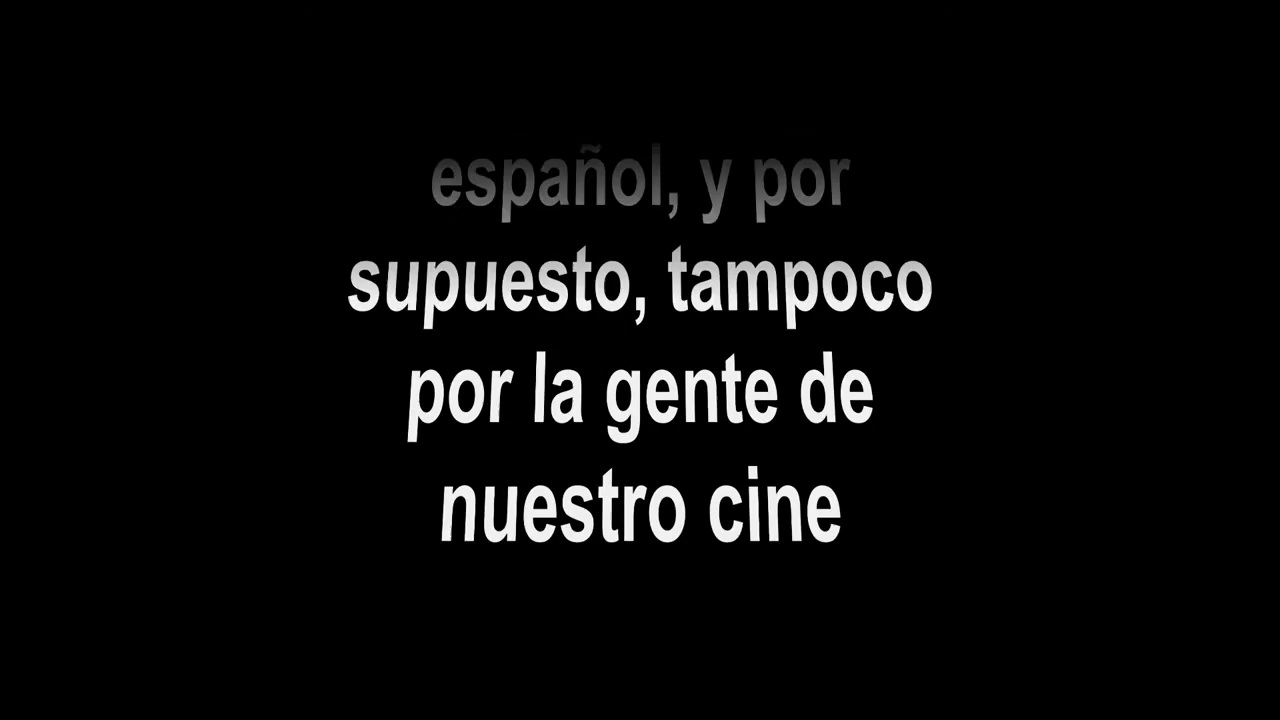 español, y por
supuesto, tampoco
por la gente de
nuestro cine